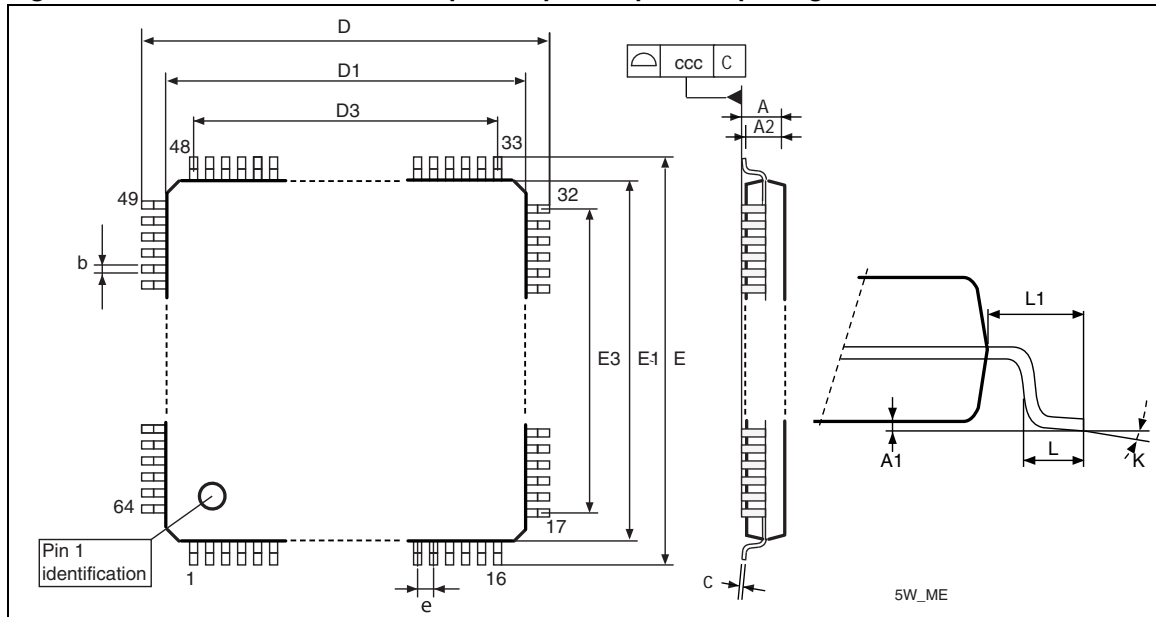 D
D1
D3
ccc C
A
A2
48
33
49
32
b
L1
E3
E1
E
A1
L
K
64
17
Pin 1
identification
1
16
e
C
5W_ME